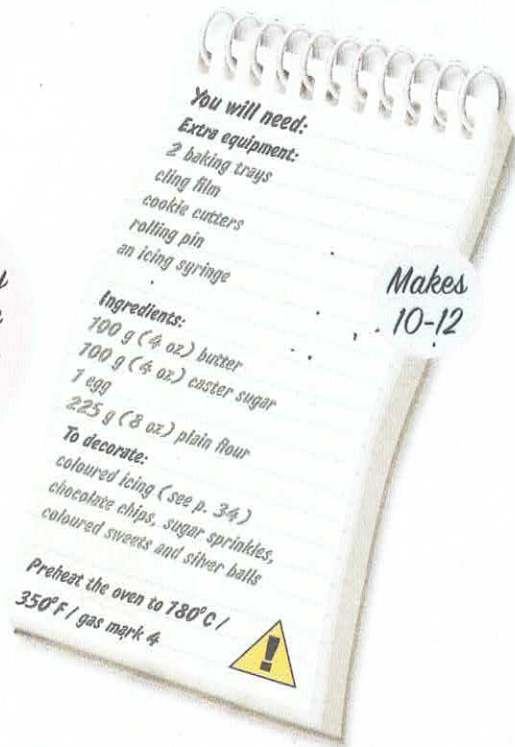 You will need:
Extra equipment:
2 baking trays
cling film
cookie cutters
rolling pin
an icing syringe
Makes
10-12
Ingredients:
100 g (4 oz) butter
100 g (4 oz) caster sugar
1 egg
225 g (8 oz) plain flour
To decorate:
coloured icing (see p. 34)
chocolate chips, sugar sprinkles,
coloured sweets and silver balls
Preheat the oven to 180°C /
350°F / gas mark 4
!